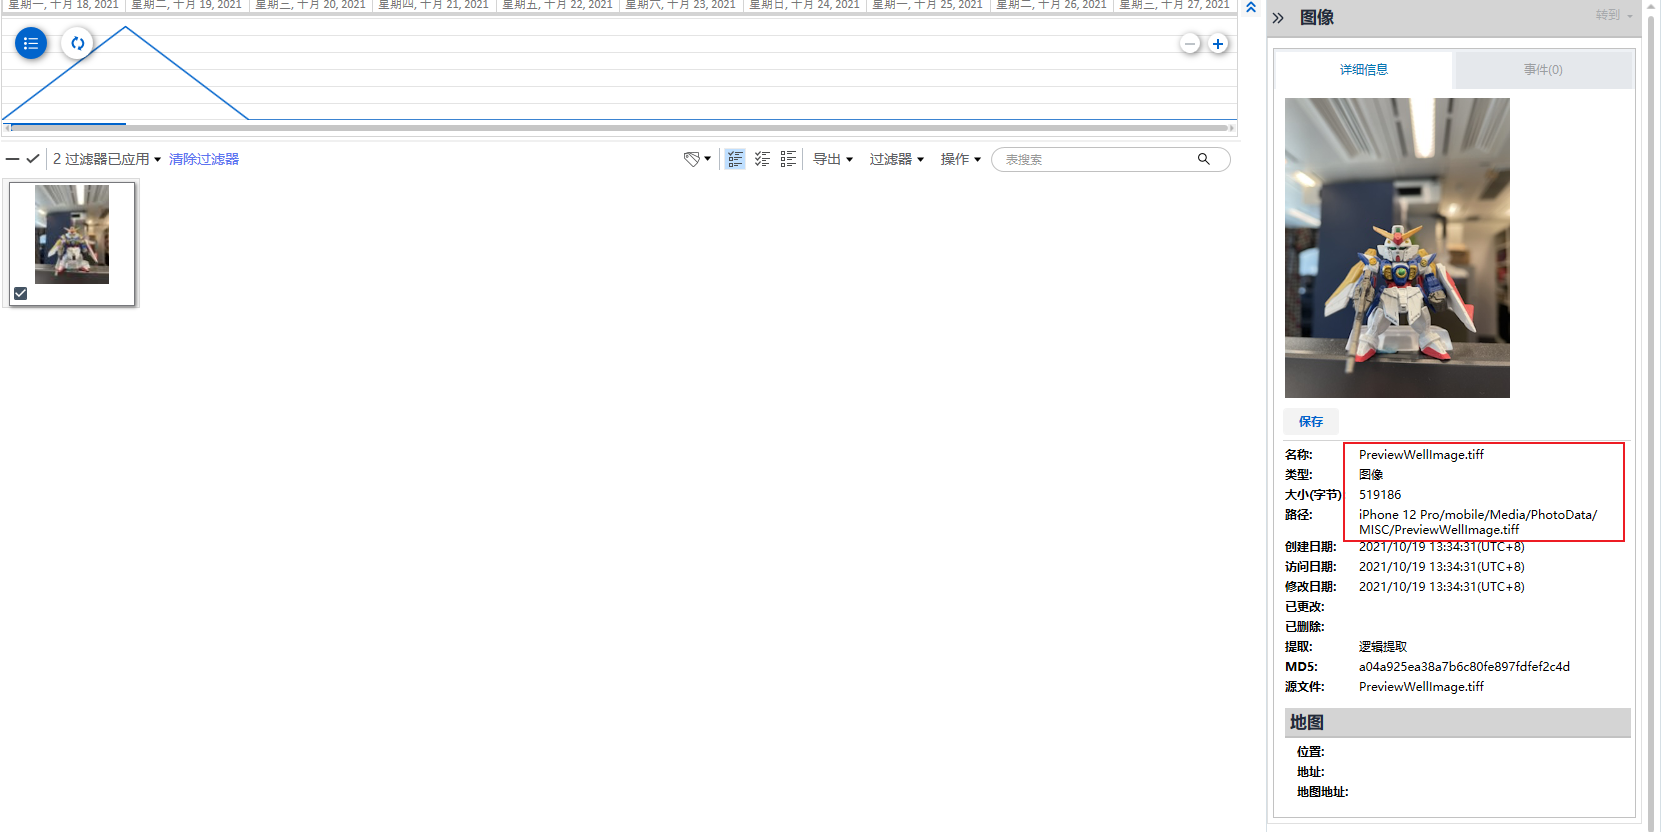 星期一, 十月 18, 2021
星期二, 十月 19, 2021
星期三, 十月 20, 2021
星期四, 十月 21, 2021
星期五, 十月 22, 2021
星期六, 十月 23, 2021
星期日, 十月 24, 2021
星期一, 十月 25, 2021
星期二, 十月 26, 2021
星期三, 十月 27, 2021
2 过滤器已应用
清除过滤器
导出
过滤器
操作
表搜索
图像
转到
详细信息
事件(0)
保存
名称: PreviewWellImage.tiff
类型: 图像
大小(字节) 519186
路径: iPhone 12 Pro/mobile/Media/PhotoData/
MISC/PreviewWellImage.tiff
创建日期: 2021/10/19 13:34:31(UTC+8)
访问日期: 2021/10/19 13:34:31(UTC+8)
修改日期: 2021/10/19 13:34:31(UTC+8)
已更改:
已删除:
提取: 逻辑提取
MD5: a04a925ea38a7b6c80fe897fdfef2c4d
源文件: PreviewWellImage.tiff
地图
位置:
地址:
地图地址: